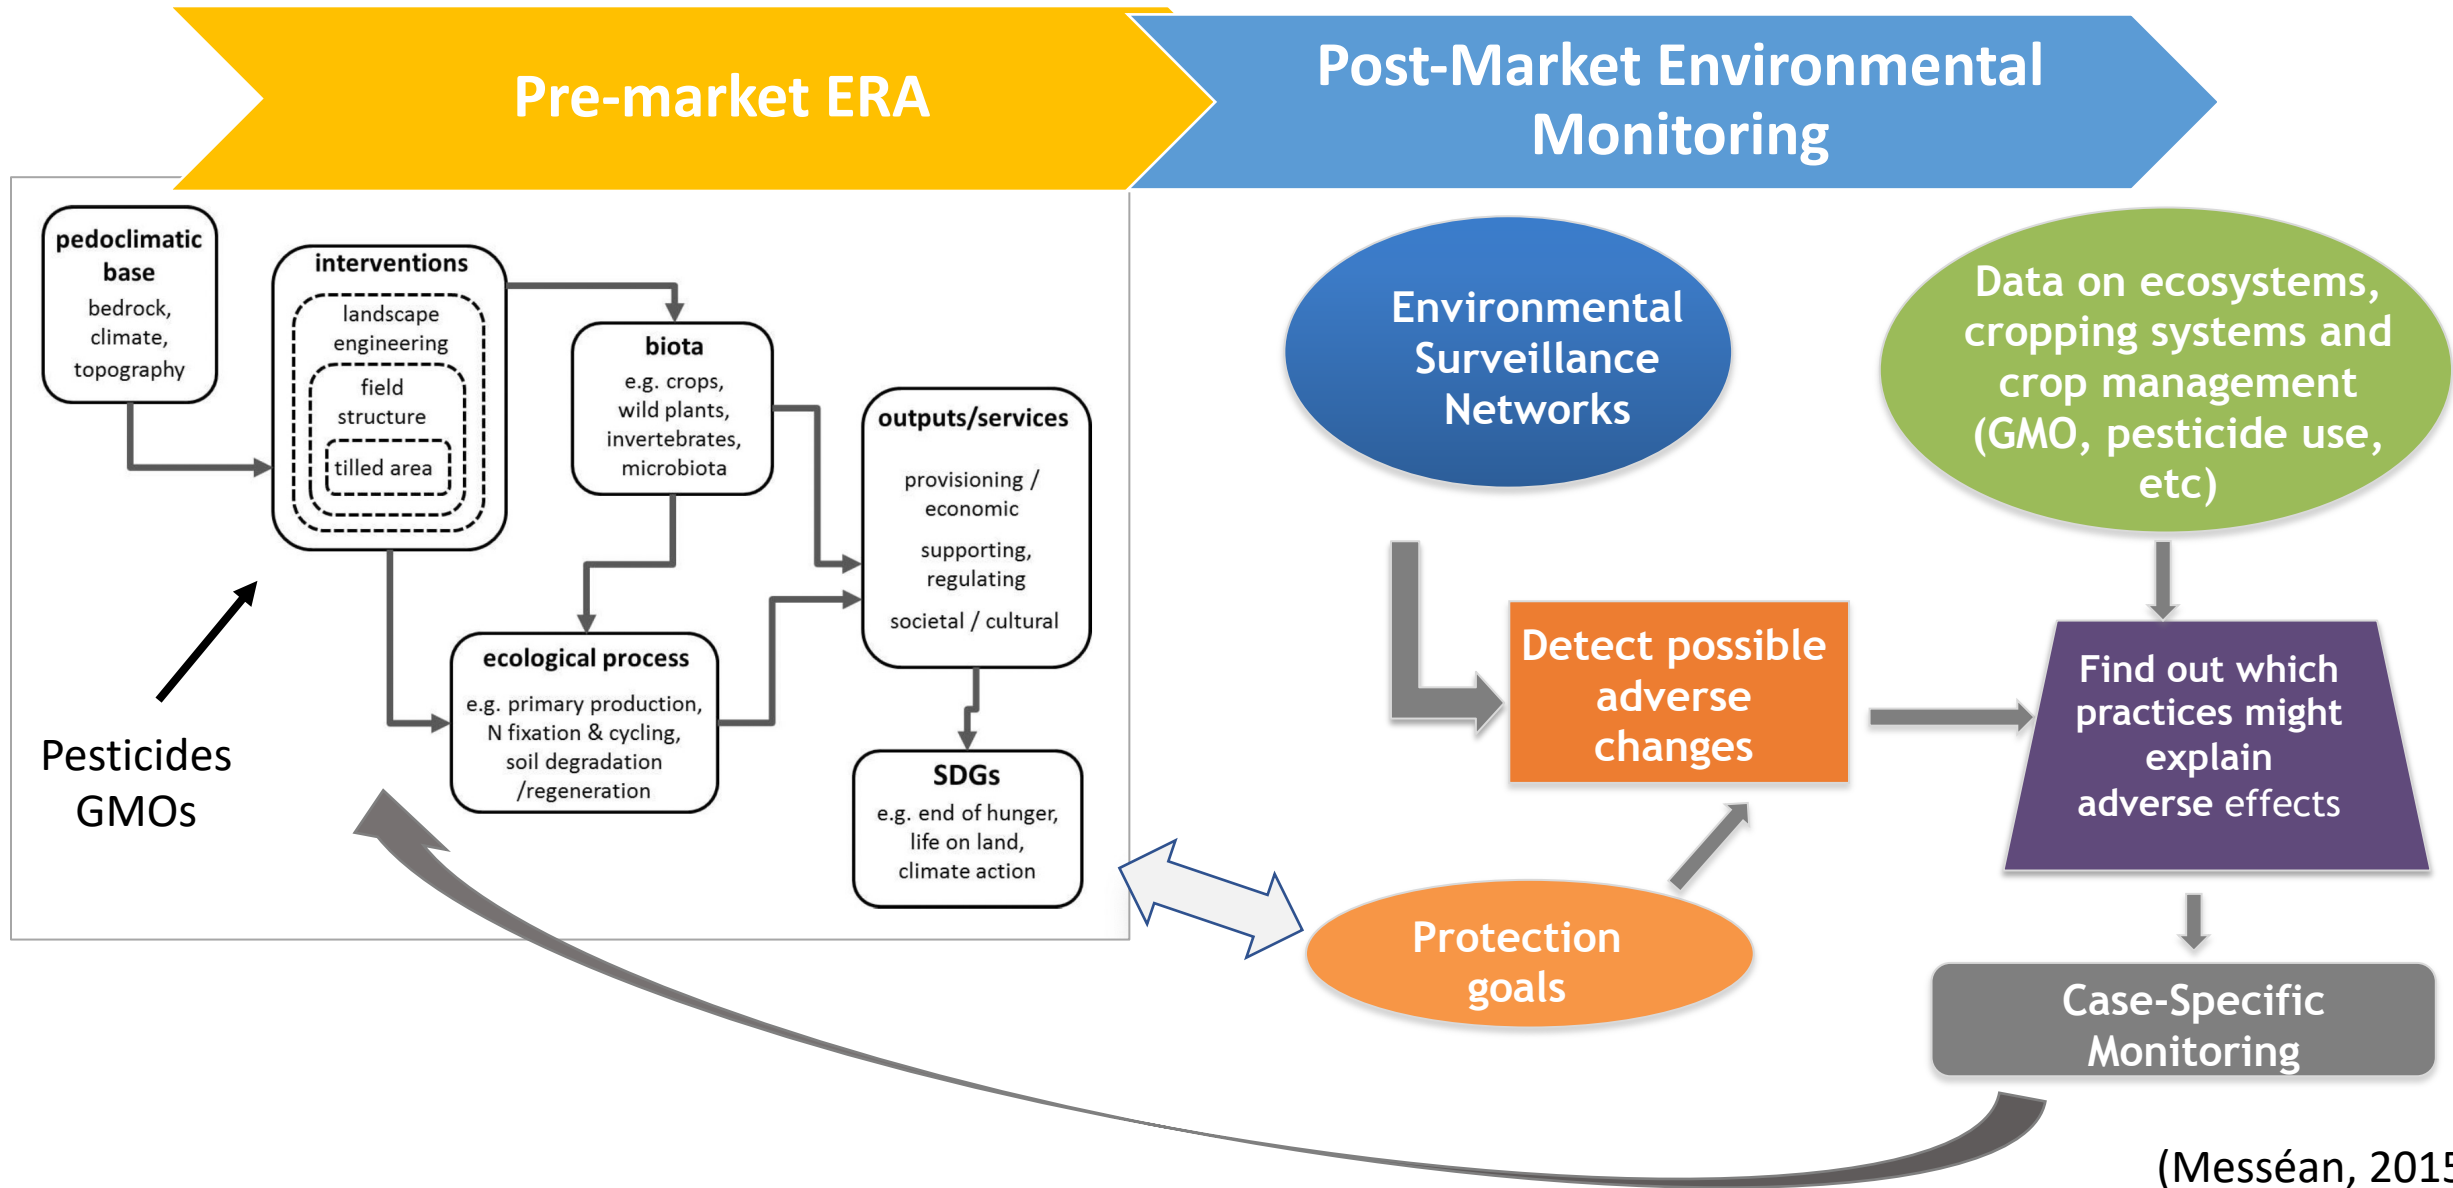 Pre-market ERA
Post-Market Environmental
Monitoring
pedoclimatic
base
bedrock,
climate,
topography
interventions
landscape
engineering
field
structure
tilled area
biota
e.g. crops,
wild plants,
invertebrates,
microbiota
outputs/services
provisioning /
economic
supporting,
regulating
societal / cultural
ecological process
e.g. primary production,
N fixation & cycling,
soil degradation
/regeneration
SDGs
e.g. end of hunger,
life on land,
climate action
Pesticides
GMOs
Environmental
Surveillance
Networks
Data on ecosystems,
cropping systems and
crop management
(GMO, pesticide use,
etc)
Detect possible
adverse
changes
Find out which
practices might
explain
adverse effects
Protection
goals
Case-Specific
Monitoring
(Messéan, 2015